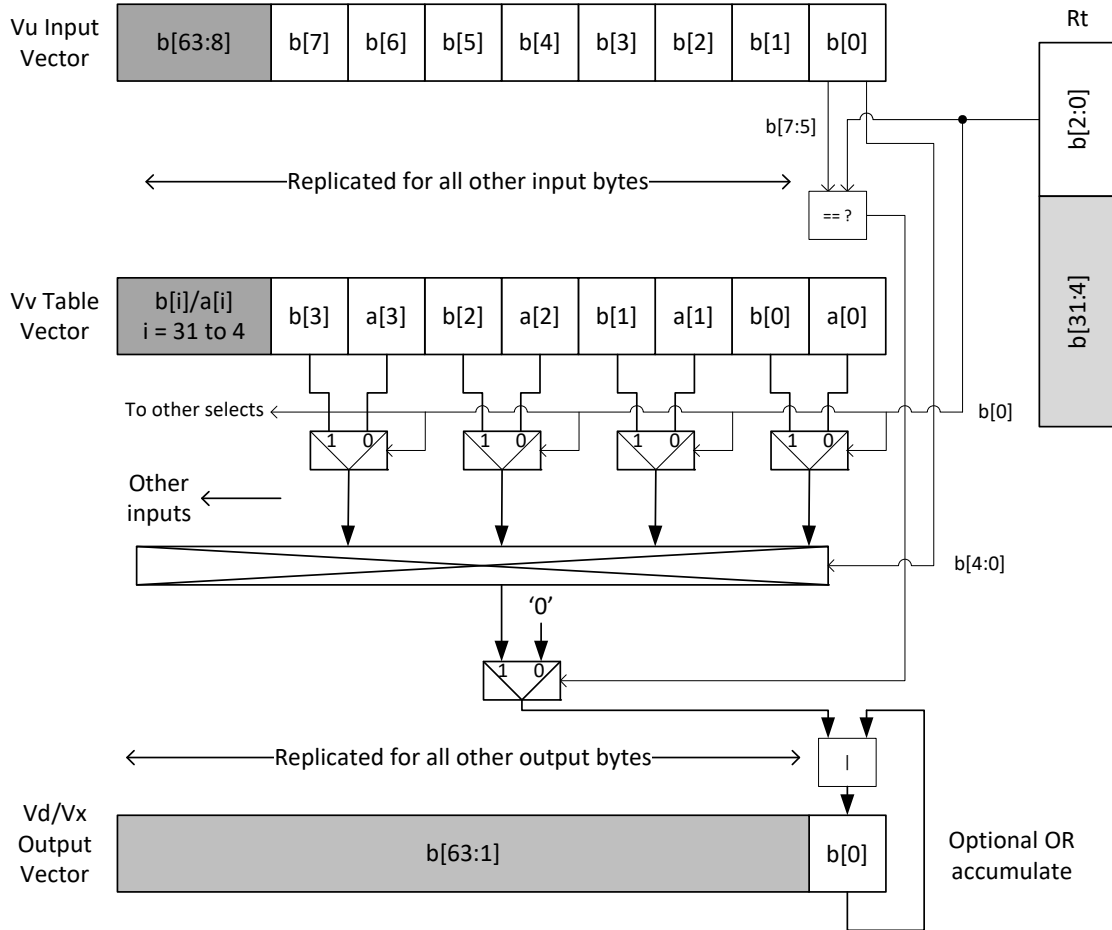 Vu Input
Vector
b[63:8]
b[7]
b[6]
b[5]
b[4]
b[3]
b[2]
b[1]
b[0]
Rt
b[2:0]
b[31:4]
b[7:5]
Replicated for all other input bytes
== ?
Vv Table
Vector
b[i]/a[i]
i = 31 to 4
b[3]
a[3]
b[2]
a[2]
b[1]
a[1]
b[0]
a[0]
To other selects
b[0]
1 0
1 0
1 0
1 0
Other
inputs
b[4:0]
‘0’
1 0
Replicated for all other output bytes
|
Vd/Vx
Output
Vector
b[63:1]
b[0]
Optional OR
accumulate